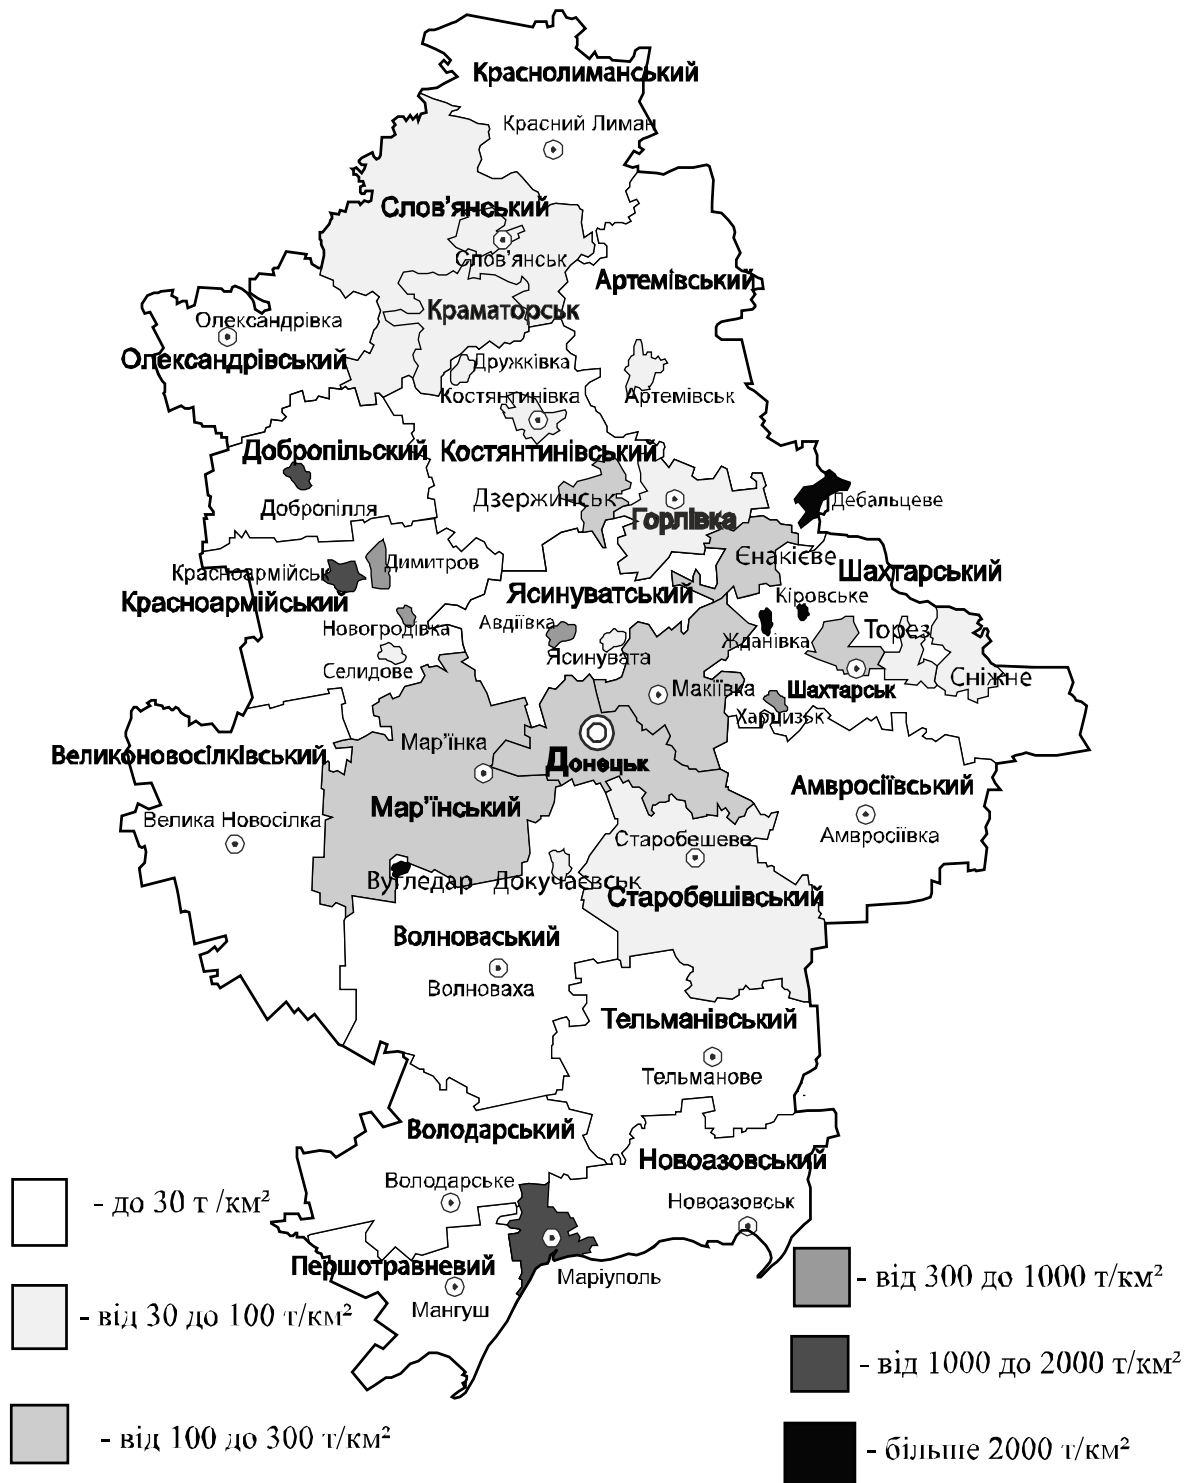 Краснолиманський
Красний Лиман
Слов’янський
Слов’янськ
Артемівський
Краматорськ
Олександрівка
Олександрівський
Дружківка
Костянтинівка
Артемівськ
Добропільский
Костянтинівський
Дзержинськ
Добропілля
Горлівка
Дебальцеве
Єнакієве
Шахтарський
Димитров
Красноармійськ
Красноармійський
Ясинуватський
Кіровське
Новогродівка
Авдіївка
Жданівка
Торез
Ясинувата
Селидове
Сніжне
Макіївка
Шахтарськ
Харцизьк
Мар’їнка
Великоновосілківський
Донецьк
Амвросіївський
Мар’їнський
Велика Новосілка
Старобешеве
Амвросіївка
Вугледар
Докучаєвськ
Старобешівський
Волноваський
Волноваха
Тельманівський
Тельманове
Володарський
Новоазовський
Володарське
Новоазовськ
Першотравневий
Маріуполь
Мангуш
- до 30 т /км²
- від 30 до 100 т/км²
- від 100 до 300 т/км²
- від 300 до 1000 т/км²
- від 1000 до 2000 т/км²
- більше 2000 т/км²